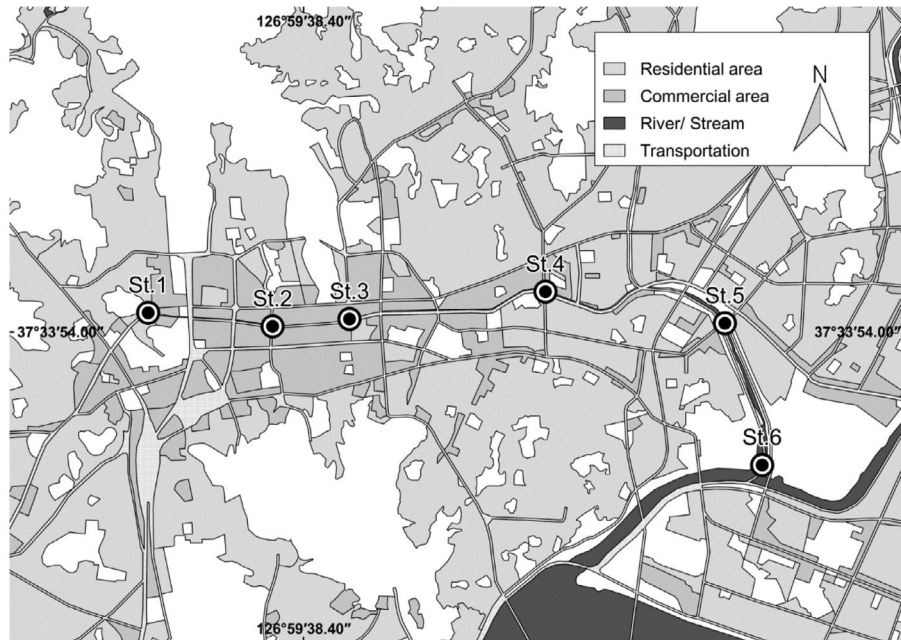 126°59′38.40″
Residential area
Commercial area
River/ Stream
Transportation
N
St.1
St.2
St.3
St.4
St.5
St.6
37°33′54.00″
37°33′54.00″
126°59′38.40″